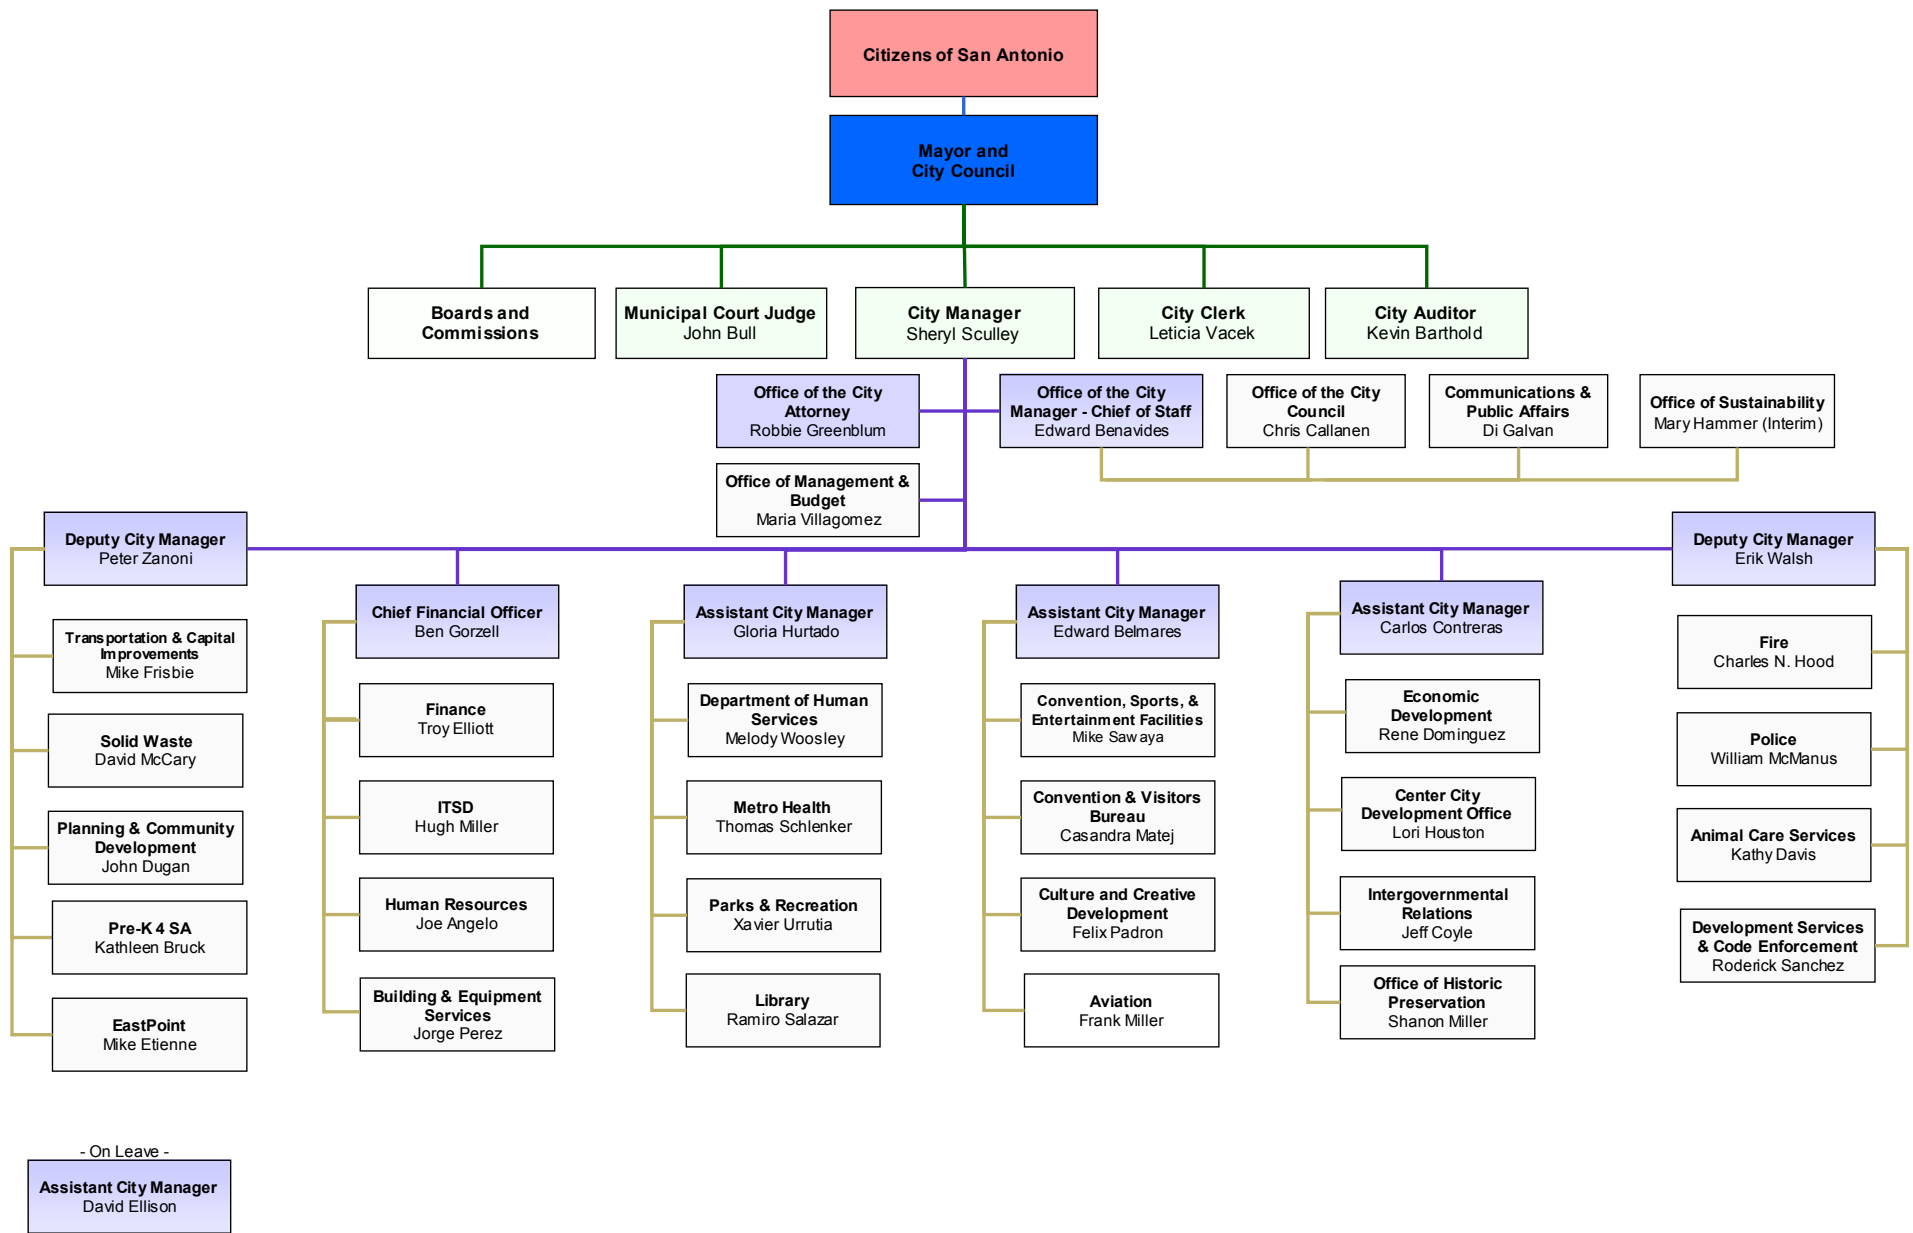 Citizens of San Antonio
Mayor and
City Council
Boards and
Commissions
Municipal Court Judge
John Bull
City Manager
Sheryl Sculley
City Clerk
Leticia Vacek
City Auditor
Kevin Barthold
Office of the City
Attorney
Robbie Greenblum
Office of the City
Manager - Chief of Staff
Edward Benavides
Office of the City
Council
Chris Callanen
Communications &
Public Affairs
Di Galvan
Office of Sustainability
Mary Hammer (Interim)
Office of Management &
Budget
Maria Villagomez
Deputy City Manager
Peter Zanoni
Transportation & Capital
Improvements
Mike Frisbie
Solid Waste
David McCary
Planning & Community
Development
John Dugan
Pre-K 4 SA
Kathleen Bruck
EastPoint
Mike Etienne
Chief Financial Officer
Ben Gorzell
Finance
Troy Elliott
ITSD
Hugh Miller
Human Resources
Joe Angelo
Building & Equipment
Services
Jorge Perez
Assistant City Manager
Gloria Hurtado
Department of Human
Services
Melody Woosley
Metro Health
Thomas Schlenker
Parks & Recreation
Xavier Urrutia
Library
Ramiro Salazar
Assistant City Manager
Edward Belmares
Convention, Sports, &
Entertainment Facilities
Mike Sawaya
Convention & Visitors
Bureau
Casandra Matej
Culture and Creative
Development
Felix Padron
Aviation
Frank Miller
Assistant City Manager
Carlos Contreras
Economic
Development
Rene Dominguez
Center City
Development Office
Lori Houston
Intergovernmental
Relations
Jeff Coyle
Office of Historic
Preservation
Shanon Miller
Deputy City Manager
Erik Walsh
Fire
Charles N. Hood
Police
William McManus
Animal Care Services
Kathy Davis
Development Services
& Code Enforcement
Roderick Sanchez
- On Leave -
Assistant City Manager
David Ellison